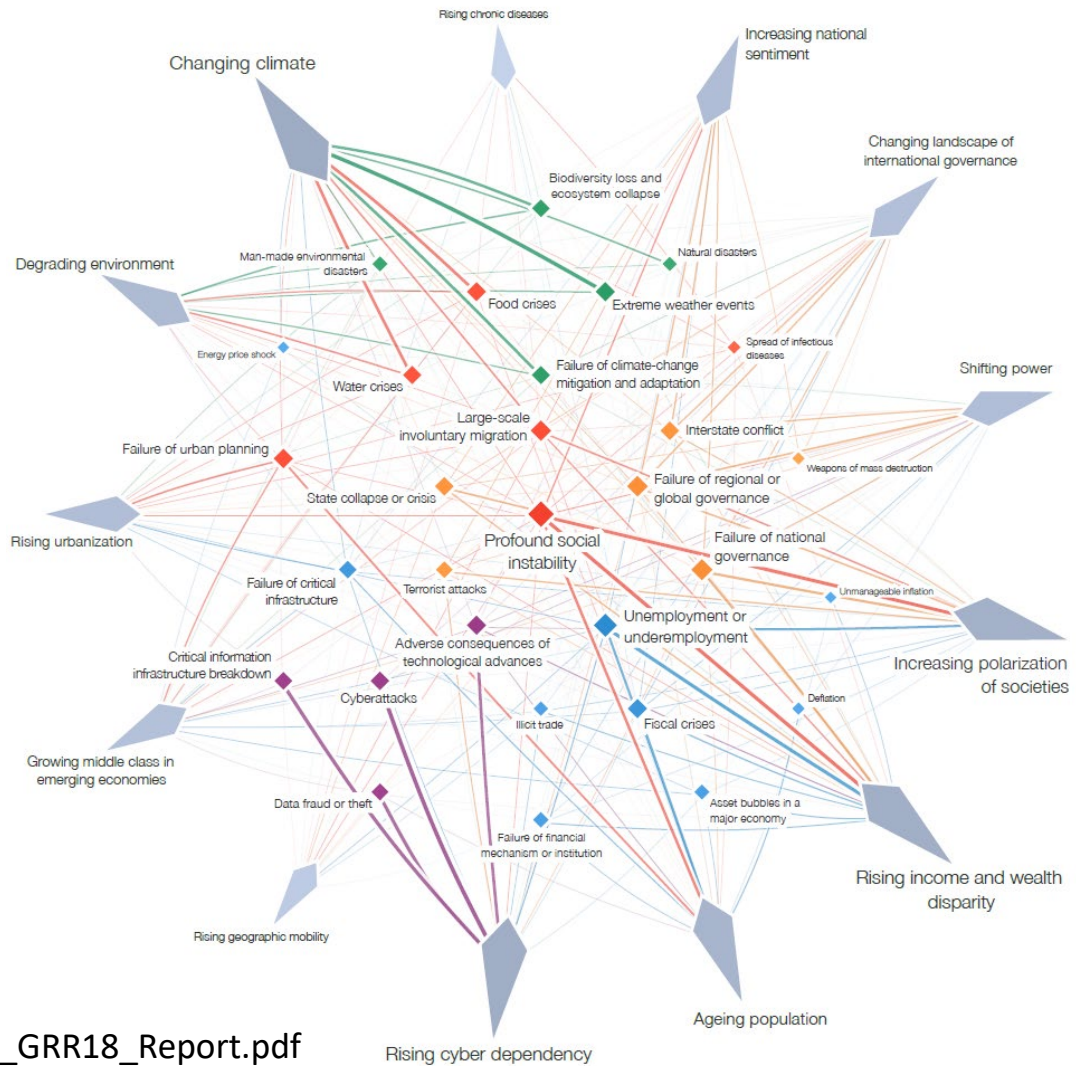 Rising chronic diseases
Increasing national
sentiment
Changing climate
Changing landscape of
international governance
Biodiversity loss and
ecosystem collapse
Man-made environmental
disasters
Natural disasters
Degrading environment
Food crises
Extreme weather events
Energy price shock
Spread of infectious
diseases
Water crises
Failure of climate-change
mitigation and adaptation
Shifting power
Large-scale
involuntary migration
Interstate conflict
Failure of urban planning
Weapons of mass destruction
State collapse or crisis
Failure of regional or
global governance
Rising urbanization
Profound social
instability
Failure of national
governance
Failure of critical
infrastructure
Terrorist attacks
Unmanageable inflation
Unemployment or
underemployment
Adverse consequences of
technological advances
Increasing polarization
of societies
Critical information
infrastructure breakdown
Cyberattacks
Illicit trade
Fiscal crises
Deflation
Growing middle class in
emerging economies
Data fraud or theft
Asset bubbles in a
major economy
Failure of financial
mechanism or institution
Rising income and wealth
disparity
Rising geographic mobility
Ageing population
_GRR18_Report.pdf
Rising cyber dependency